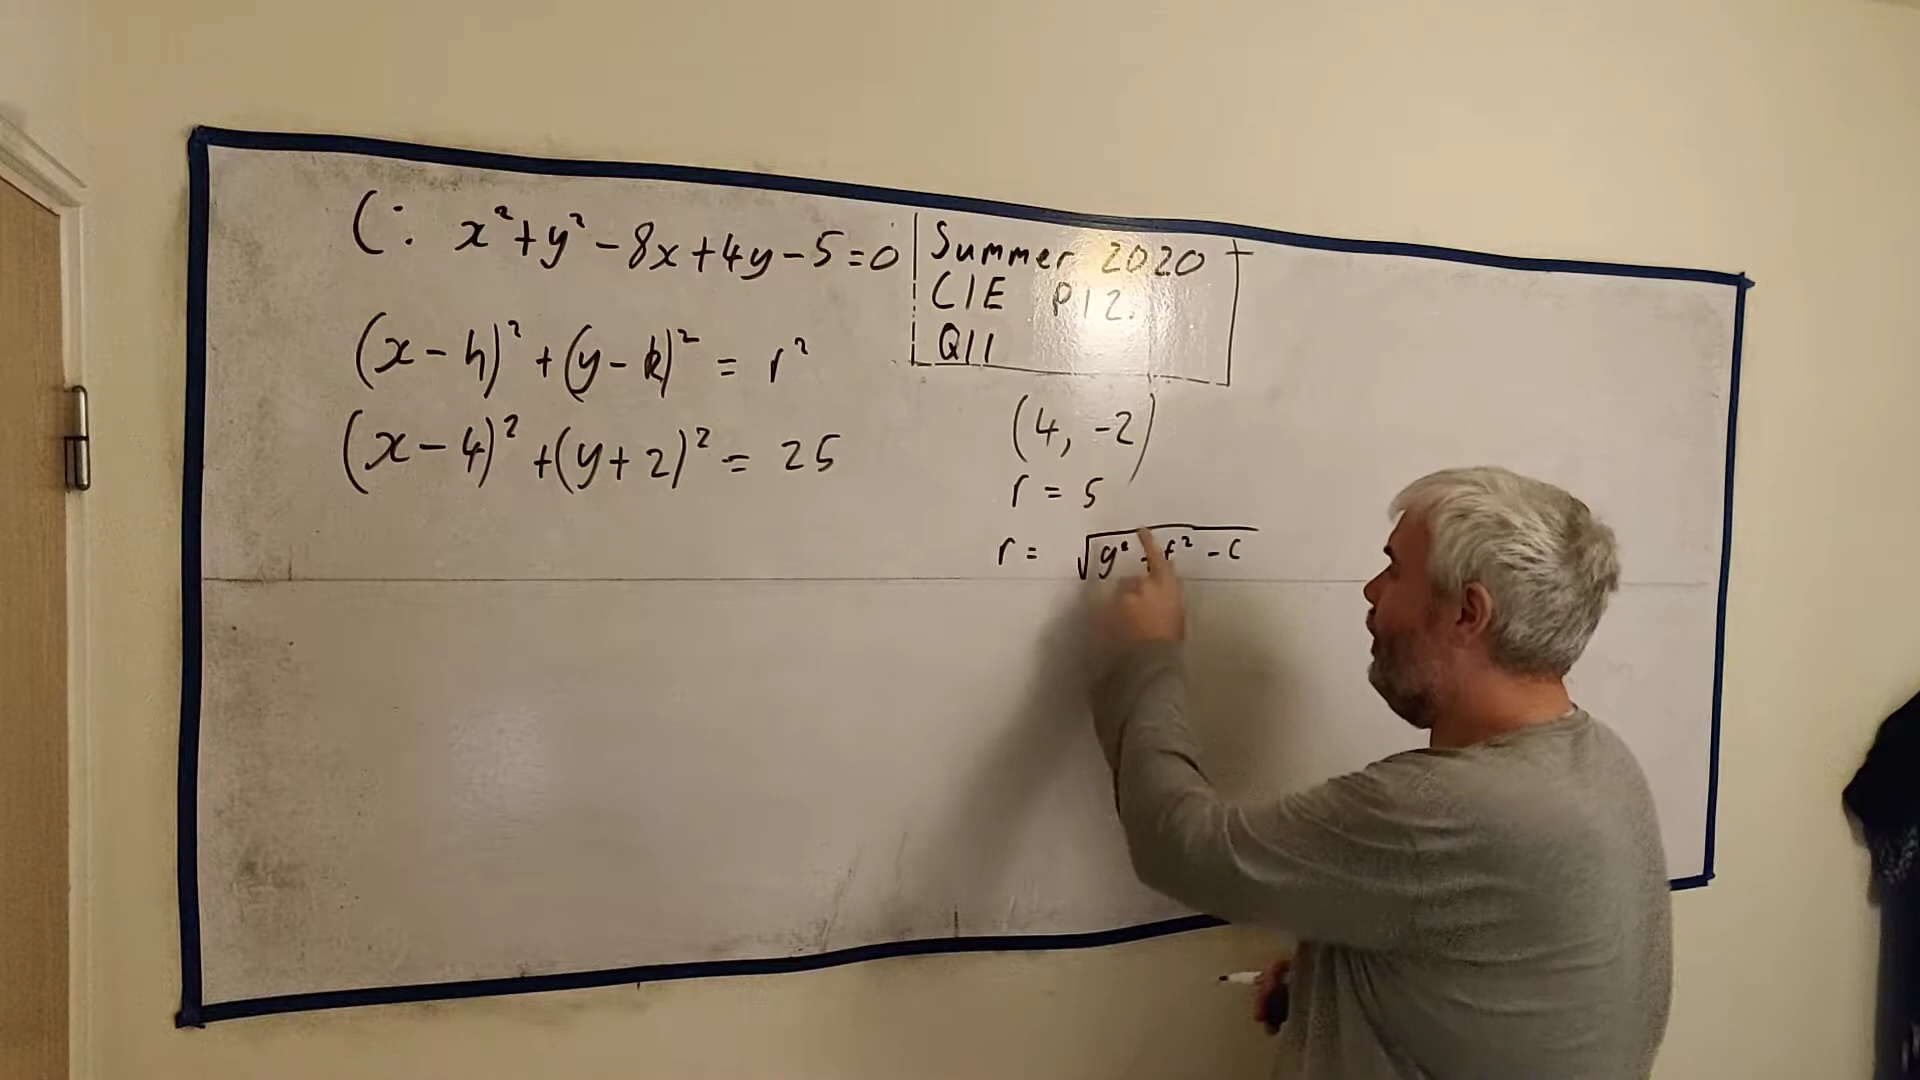 C: x²+y²-8x+4y-5=0
Summer 2020
CIE P12.
Q11
(x-h)²+(y-k)² = r²
(x-4)²+(y+2)² = 25
(4, -2)
r = 5
r = √g² f² - c